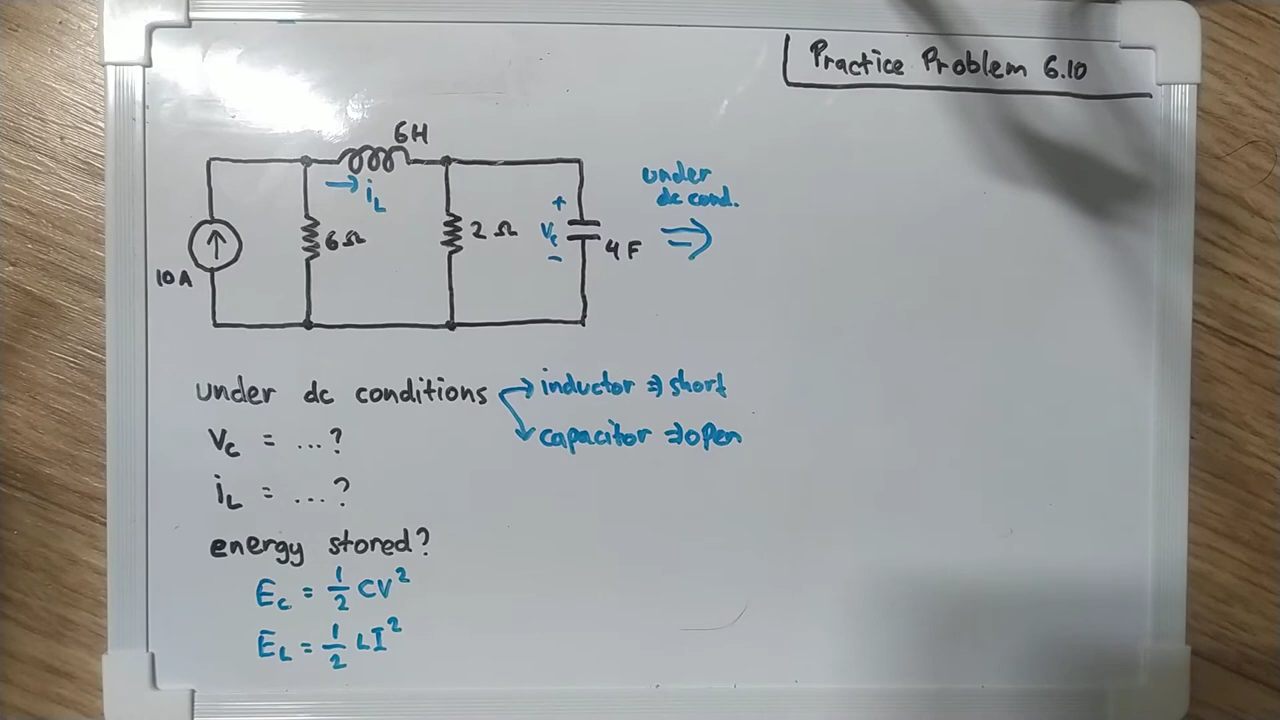 Practice Problem 6.10
6H
iL
6Ω
2Ω
+
Vc
-
4F
10A
under
dc cond.
⇒
under dc conditions → inductor ⇒ short
capacitor ⇒ open
Vc = ...?
iL = ...?
energy stored?
Ec = 1/2 CV²
EL = 1/2 LI²